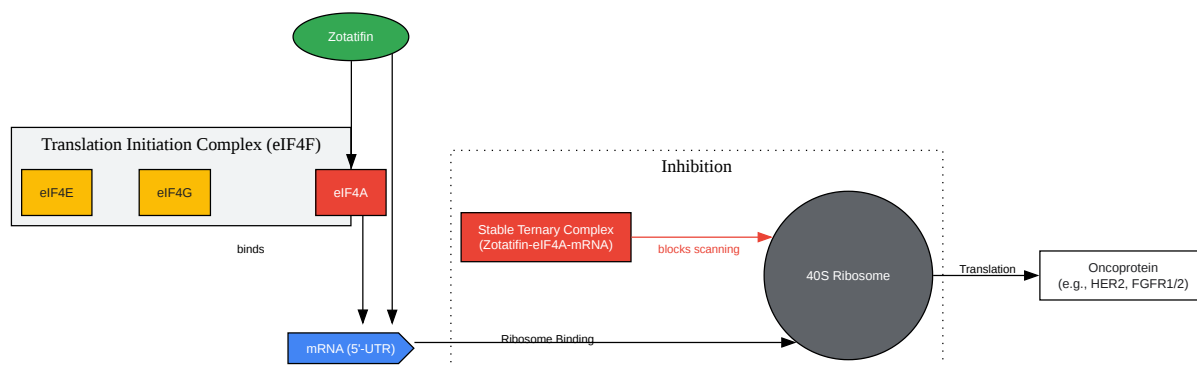 Zotatifin
Translation Initiation Complex (eIF4F)
eIF4E
eIF4G
eIF4A
binds
mRNA (5'-UTR)
Inhibition
Stable Ternary Complex
(Zotatifin-eIF4A-mRNA)
blocks scanning
40S Ribosome
Ribosome Binding
Translation
Oncoprotein
(e.g., HER2, FGFR1/2)